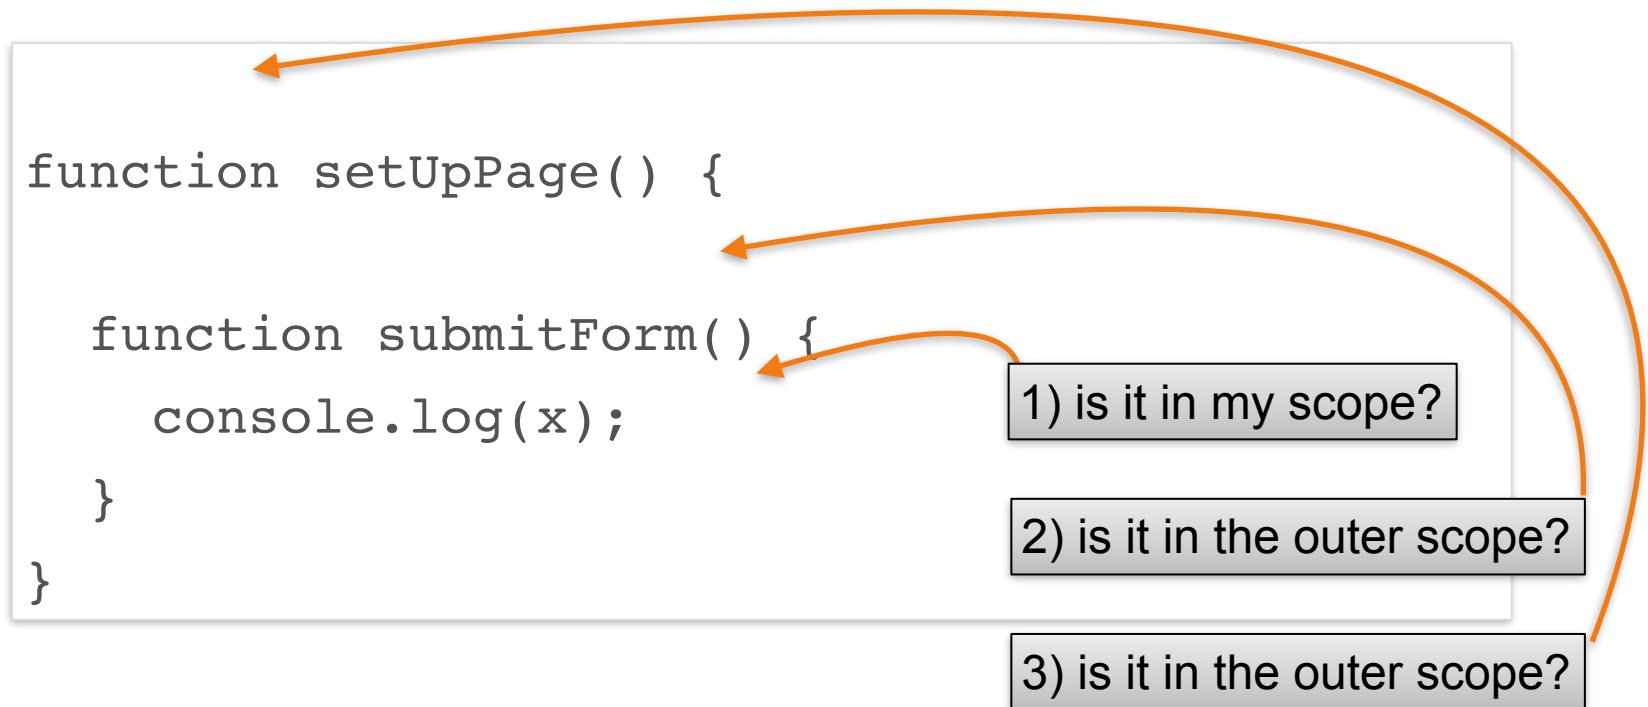 function setUpPage() {
function submitForm() {
console.log(x);
}
}
1) is it in my scope?
2) is it in the outer scope?
3) is it in the outer scope?